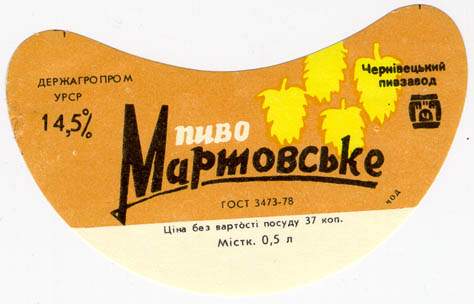 ДЕРЖАГРОПРОМ
УРСР
14,5%
Чернівецький
пивзавод
пиво
Мартовське
ГОСТ 3473-78
ЧОД
Ціна без вартості посуду 37 коп.
Містк. 0,5 л